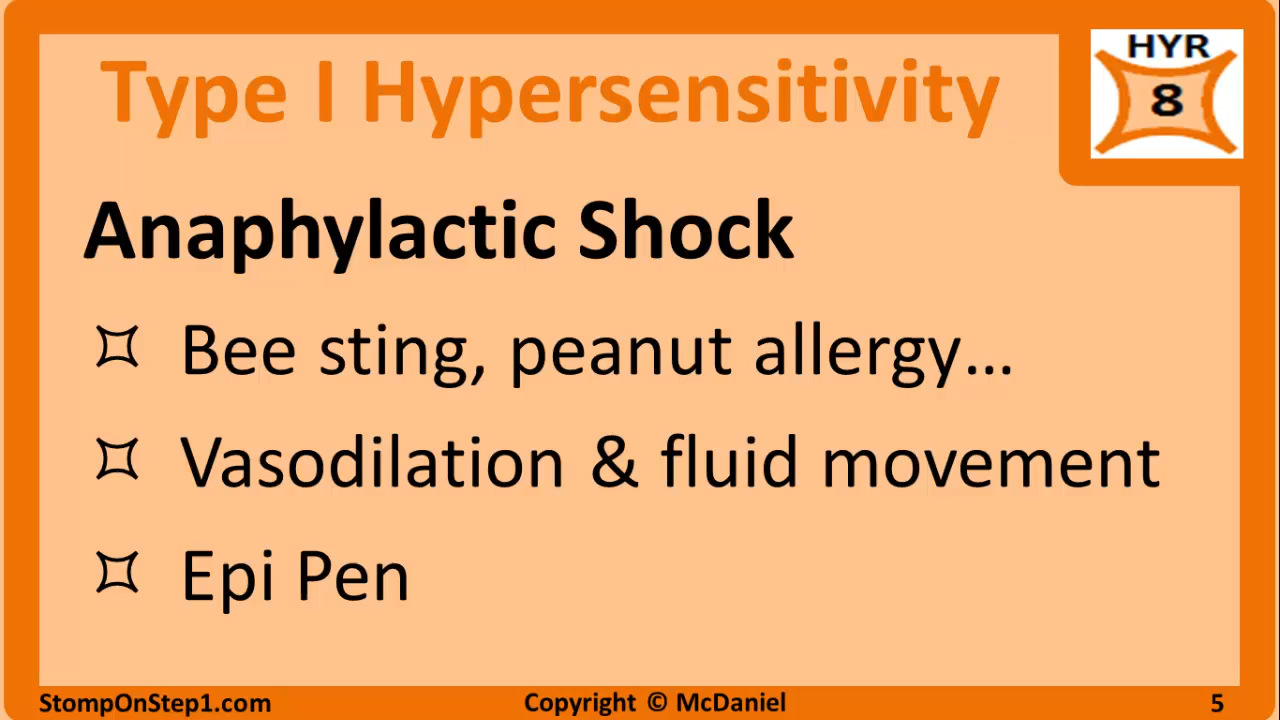 Type I Hypersensitivity
HYR
8
Anaphylactic Shock
Bee sting, peanut allergy...
Vasodilation & fluid movement
Epi Pen
StompOnStep1.com
Copyright © McDaniel
5